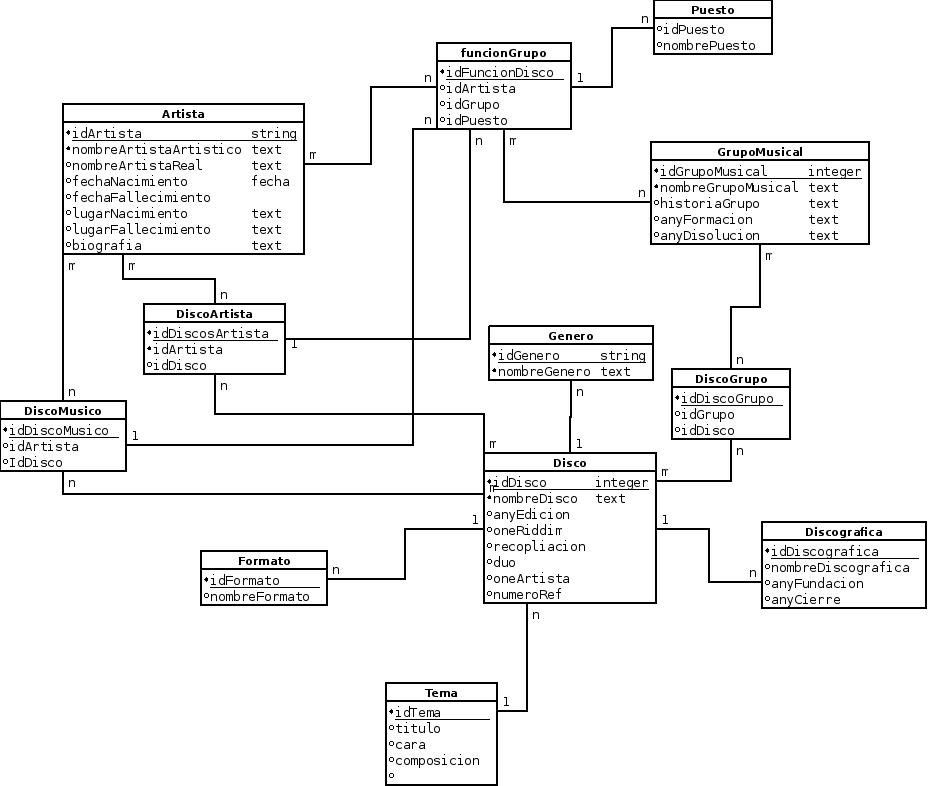 Puesto
idPuesto
nombrePuesto
n
1
funcionGrupo
idFuncionDisco
idArtista
idGrupo
idPuesto
n
n
n
m
Artista
idArtista string
nombreArtistaArtistico text
nombreArtistaReal text
fechaNacimiento fecha
fechaFallecimiento
lugarNacimiento text
lugarFallecimiento text
biografia text
m
m
m
GrupoMusical
idGrupoMusical integer
nombreGrupoMusical text
historiaGrupo text
anyFormacion text
anyDisolucion text
n
m
n
DiscoArtista
idDiscosArtista
idArtista
idDisco
1
n
Genero
idGenero string
nombreGenero text
n
1
n
DiscoGrupo
idDiscoGrupo
idGrupo
idDisco
n
m
n
DiscoMusico
idDiscoMusico
idArtista
IdDisco
1
n
m
m
Disco
idDisco integer
nombreDisco text
anyEdicion
oneRiddim
recopliacion
duo
oneArtista
numeroRef
1
1
n
n
Formato
idFormato
nombreFormato
n
Discografica
idDiscografica
nombreDiscografica
anyFundacion
anyCierre
1
Tema
idTema
titulo
cara
composicion